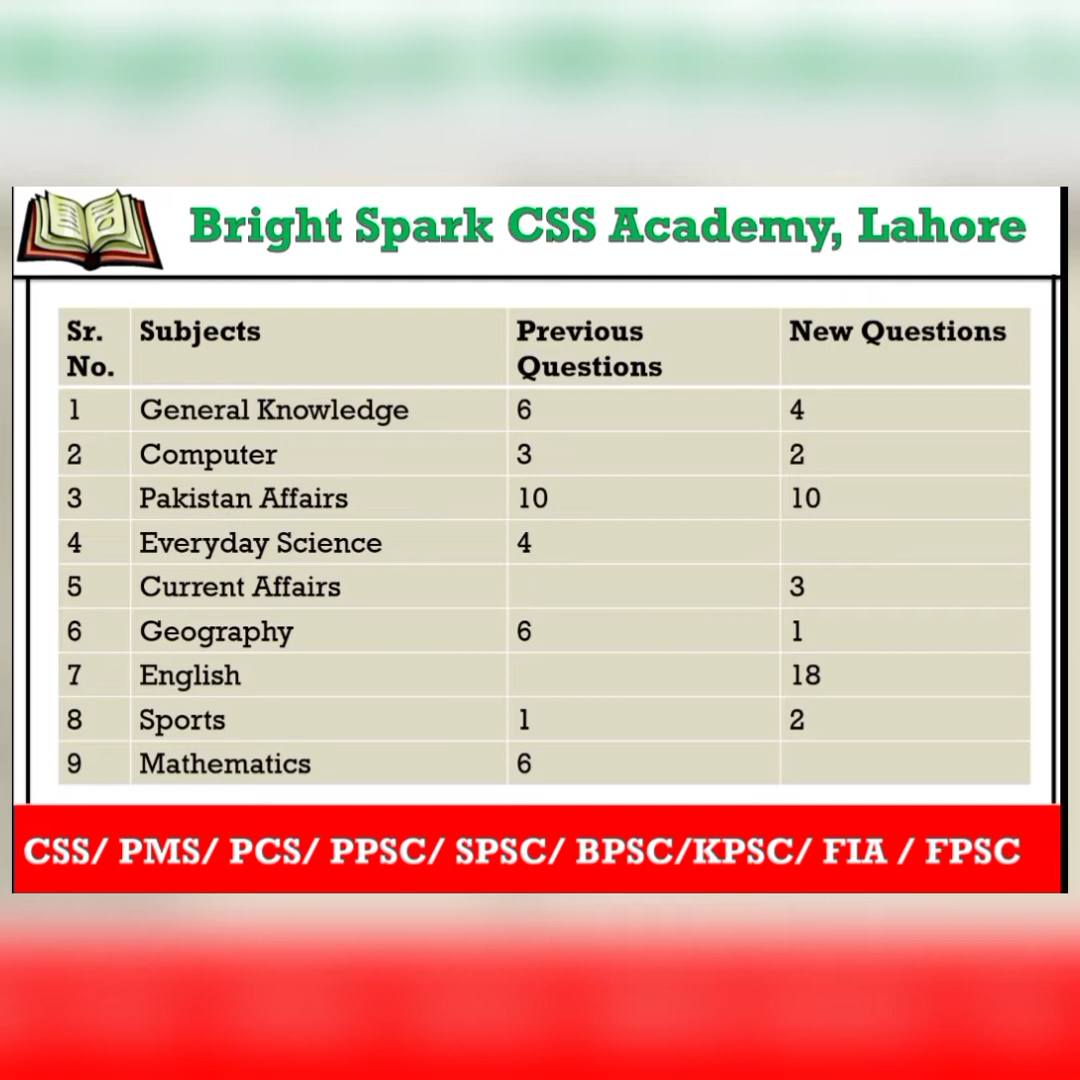 Bright Spark CSS Academy, Lahore
Sr. No. Subjects Previous Questions New Questions
1 General Knowledge 6 4
2 Computer 3 2
3 Pakistan Affairs 10 10
4 Everyday Science 4
5 Current Affairs 3
6 Geography 6 1
7 English 18
8 Sports 1 2
9 Mathematics 6
CSS/ PMS/ PCS/ PPSC/ SPSC/ BPSC/KPSC/ FIA / FPSC